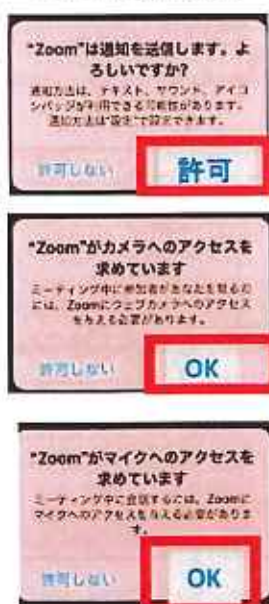 "Zoom"は通知を送信します。よ
ろしいですか?
通知方法は、テキスト、サウンド、アイコ
ンバッジが利用できる可能性があります。
通知方法は"設定"で設定できます。
許可しない
許可
"Zoom"がカメラへのアクセスを
求めています
ミーティング中に参加者があなたを観るの
には、Zoomにウェブカメラへのアクセス
を与える必要があります。
許可しない
OK
"Zoom"がマイクへのアクセスを
求めています
ミーティング中に会話するには、Zoomに
マイクへのアクセスを与える必要がありま
す。
許可しない
OK